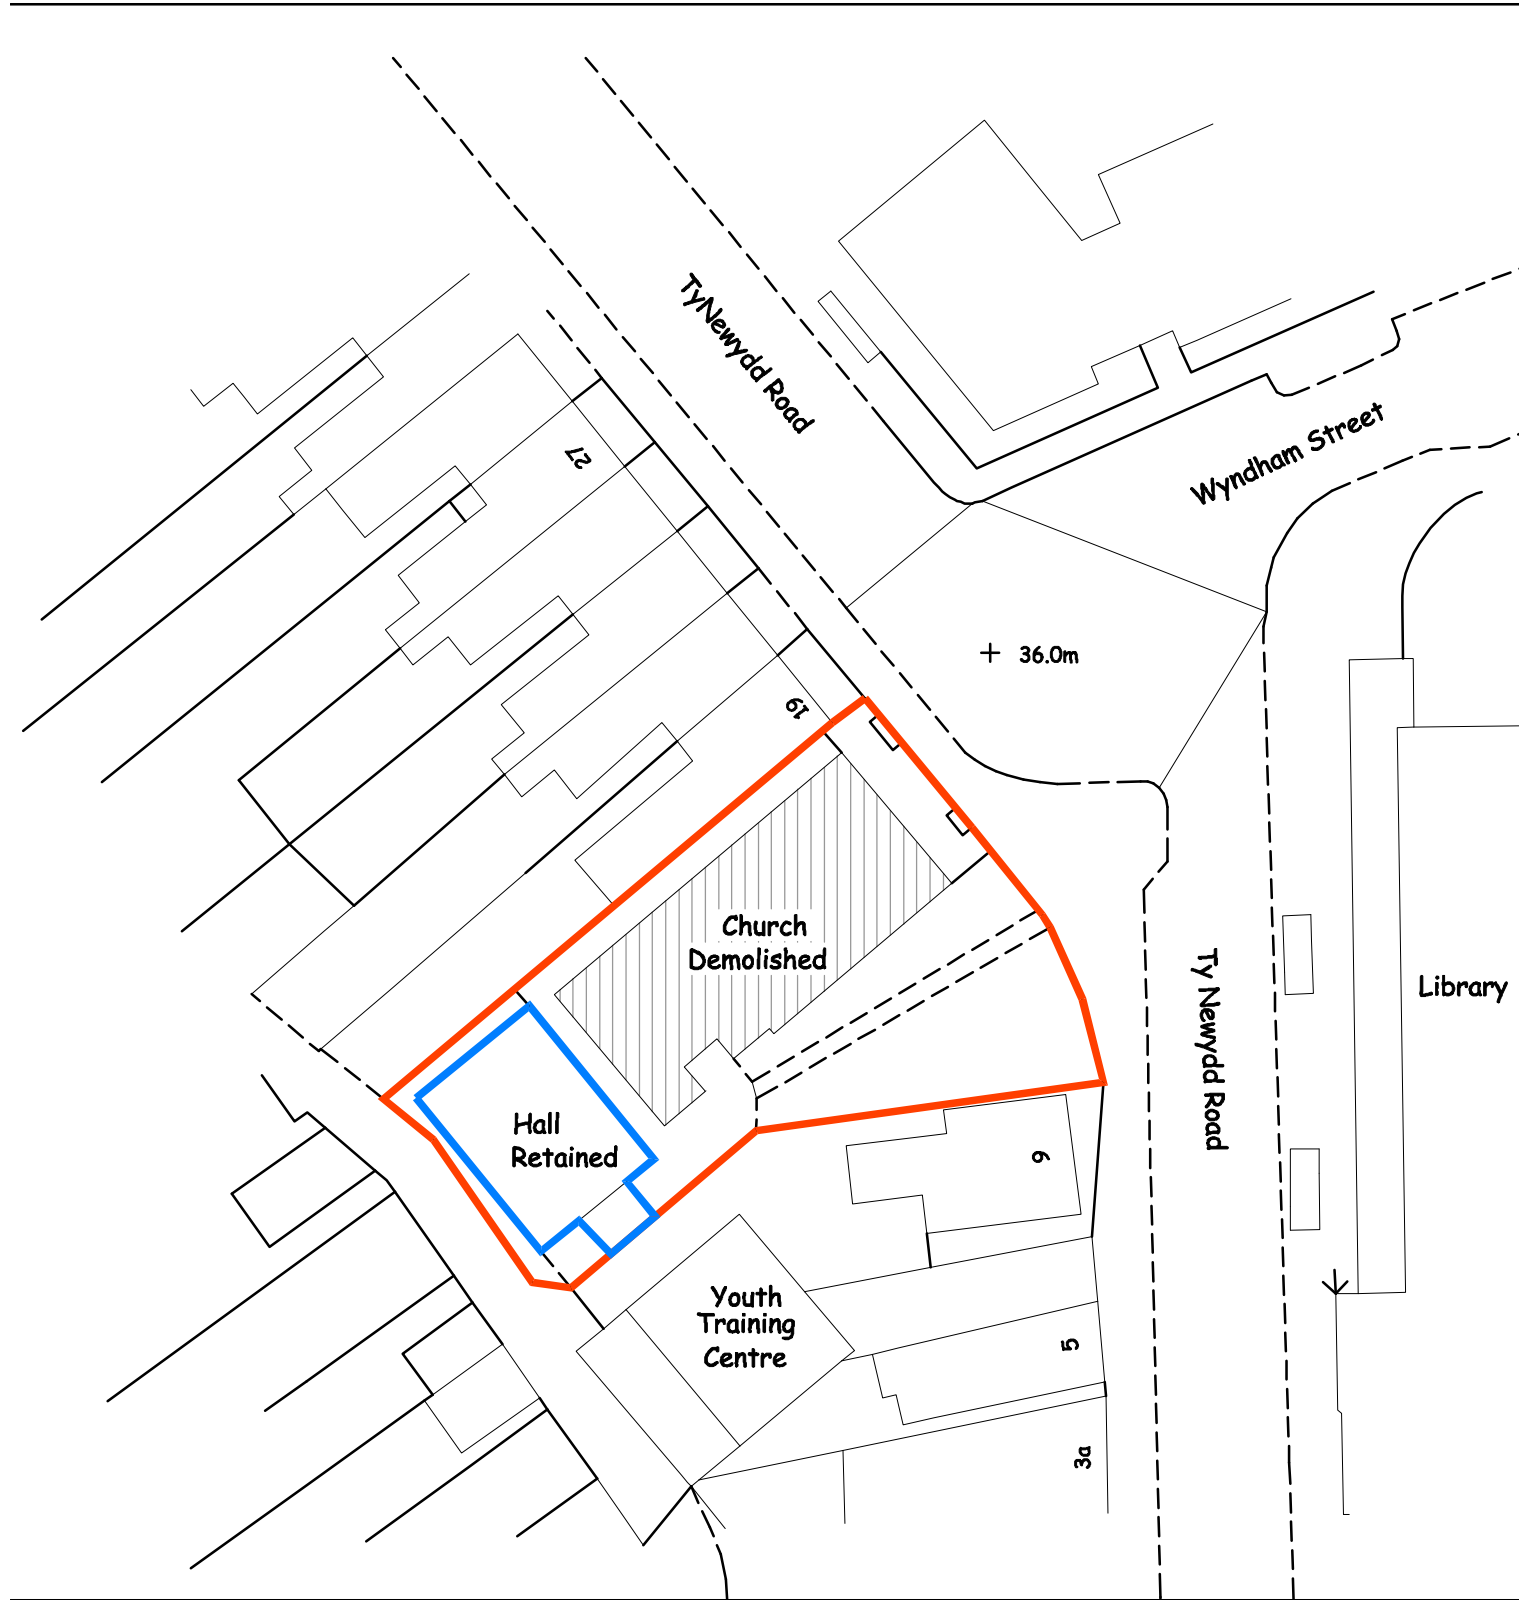 TyNewydd Road
Wyndham Street
27
36.0m
19
Church
Demolished
Ty Newydd Road
Library
Hall
Retained
9
Youth
Training
Centre
5
3a